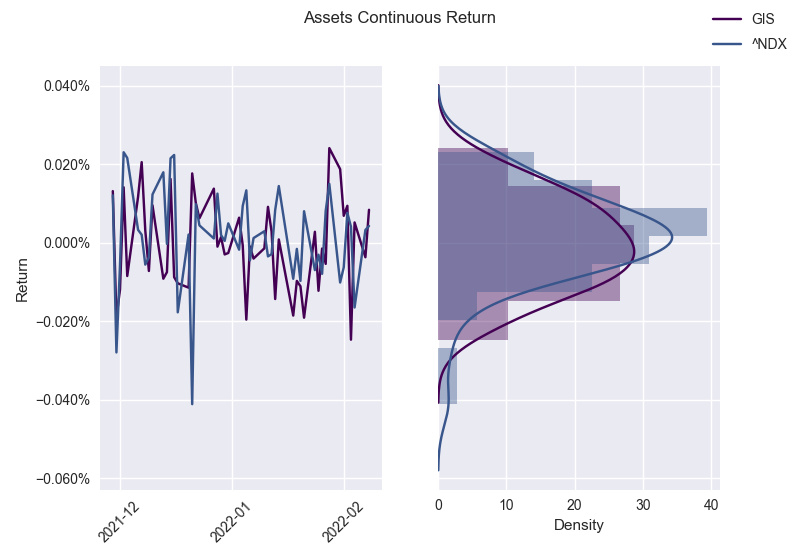 Assets Continuous Return
GIS
^NDX
0.040%
0.020%
0.000%
−0.020%
−0.040%
−0.060%
Return
2021-12
2022-01
2022-02
0
10
20
30
40
Density